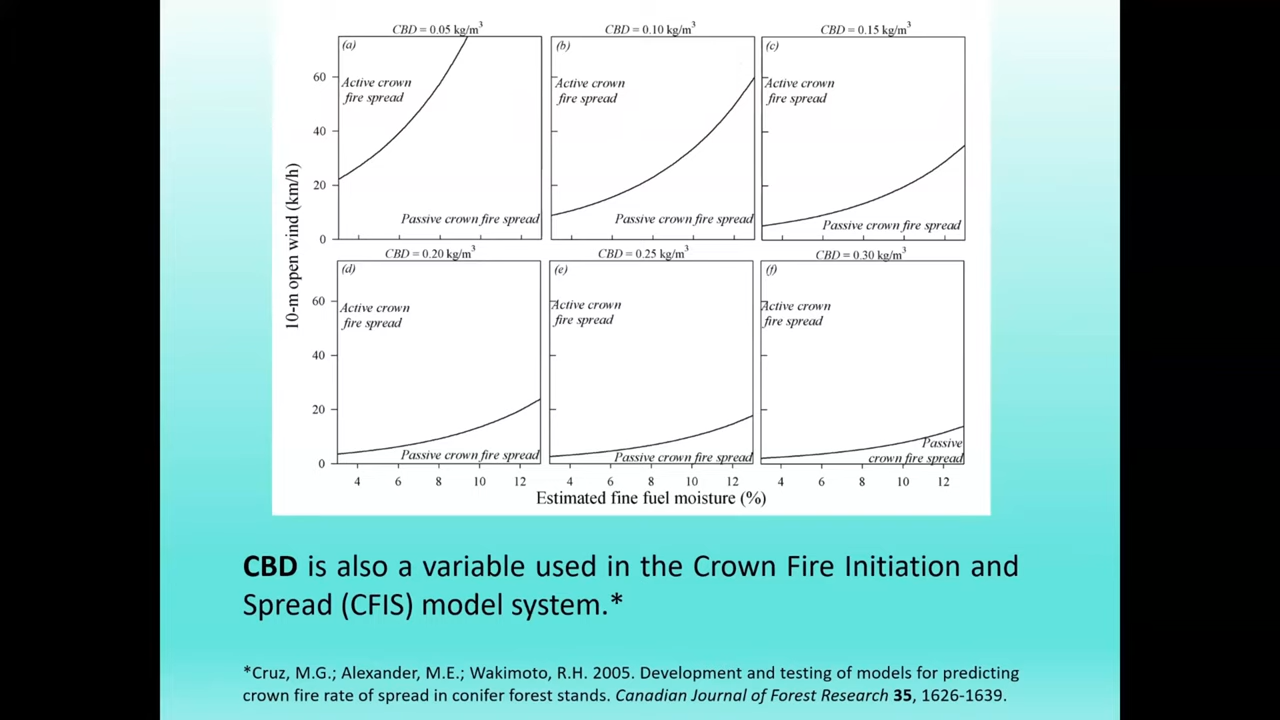 CBD = 0.05 kg/m3
CBD = 0.10 kg/m3
CBD = 0.15 kg/m3
(a)
(b)
(c)
Active crown
fire spread
Active crown
fire spread
Active crown
fire spread
60
40
20
0
Passive crown fire spread
Passive crown fire spread
Passive crown fire spread
10-m open wind (km/h)
CBD = 0.20 kg/m3
CBD = 0.25 kg/m3
CBD = 0.30 kg/m3
(d)
(e)
(f)
Active crown
fire spread
Active crown
fire spread
Active crown
fire spread
60
40
20
0
Passive crown fire spread
Passive crown fire spread
Passive
crown fire spread
4 6 8 10 12
4 6 8 10 12
4 6 8 10 12
Estimated fine fuel moisture (%)
CBD is also a variable used in the Crown Fire Initiation and
Spread (CFIS) model system.*
*Cruz, M.G.; Alexander, M.E.; Wakimoto, R.H. 2005. Development and testing of models for predicting
crown fire rate of spread in conifer forest stands. Canadian Journal of Forest Research 35, 1626-1639.